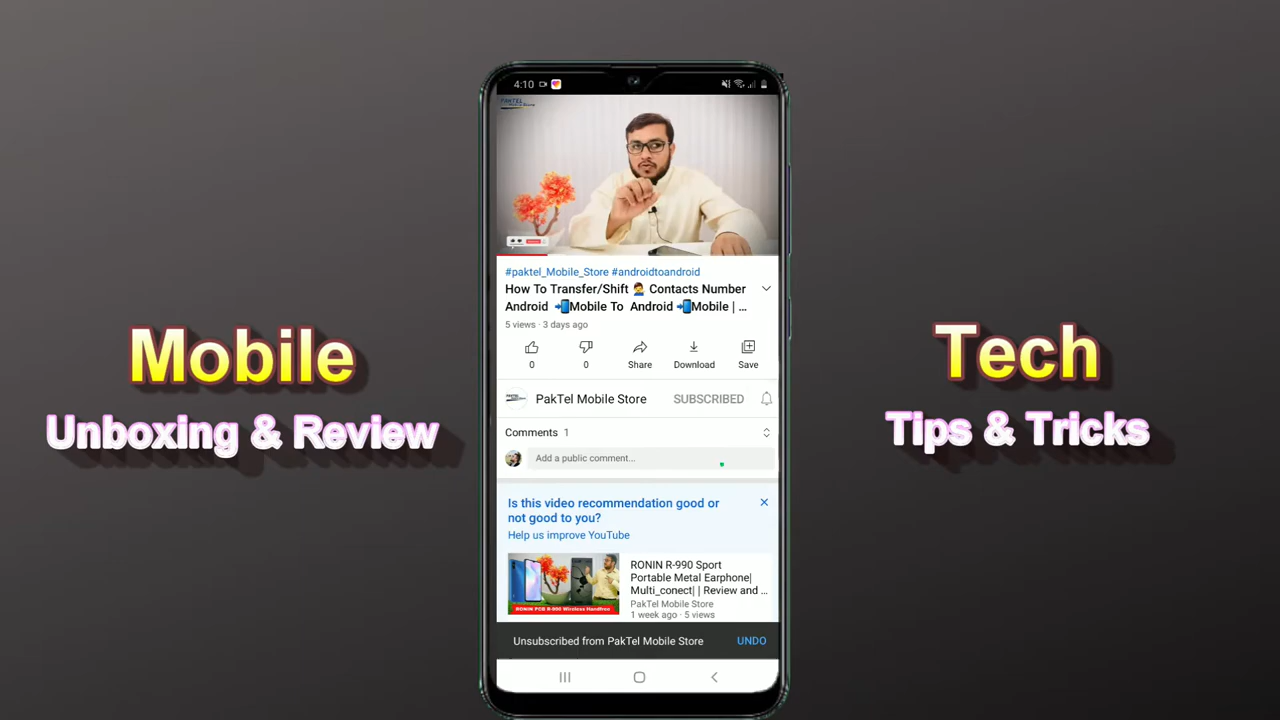 4:10
PAKTEL
#paktel_Mobile_Store #androidtoandroid
How To Transfer/Shift 🙍 Contacts Number
Android 📲Mobile To Android 📲Mobile | ...
5 views · 3 days ago
0
0
Share
Download
Save
PakTel Mobile Store
SUBSCRIBED
Comments 1
Add a public comment...
Is this video recommendation good or
not good to you?
Help us improve YouTube
RONIN R-990 Sport
Portable Metal Earphone|
Multi_conect| | Review and ...
PakTel Mobile Store
1 week ago · 5 views
Unsubscribed from PakTel Mobile Store
UNDO
Mobile
Unboxing & Review
Tech
Tips & Tricks